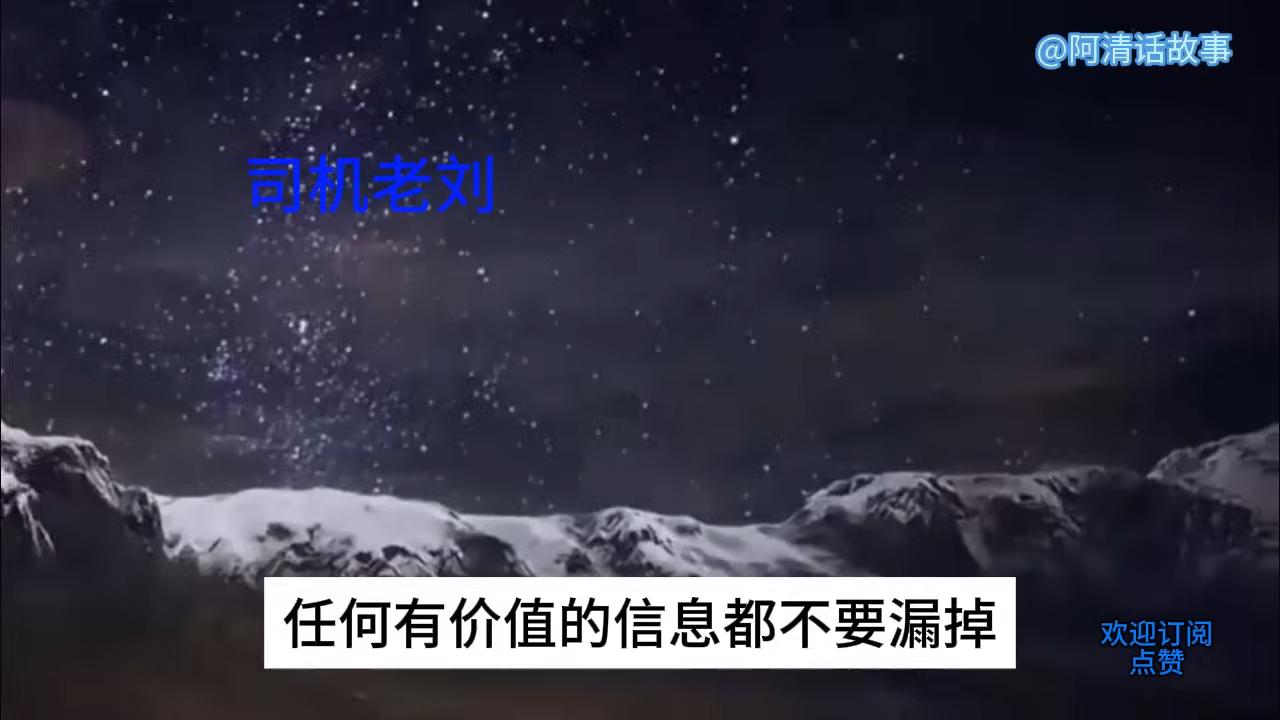 @阿清话故事
司机老刘
任何有价值的信息都不要漏掉
欢迎订阅
点赞